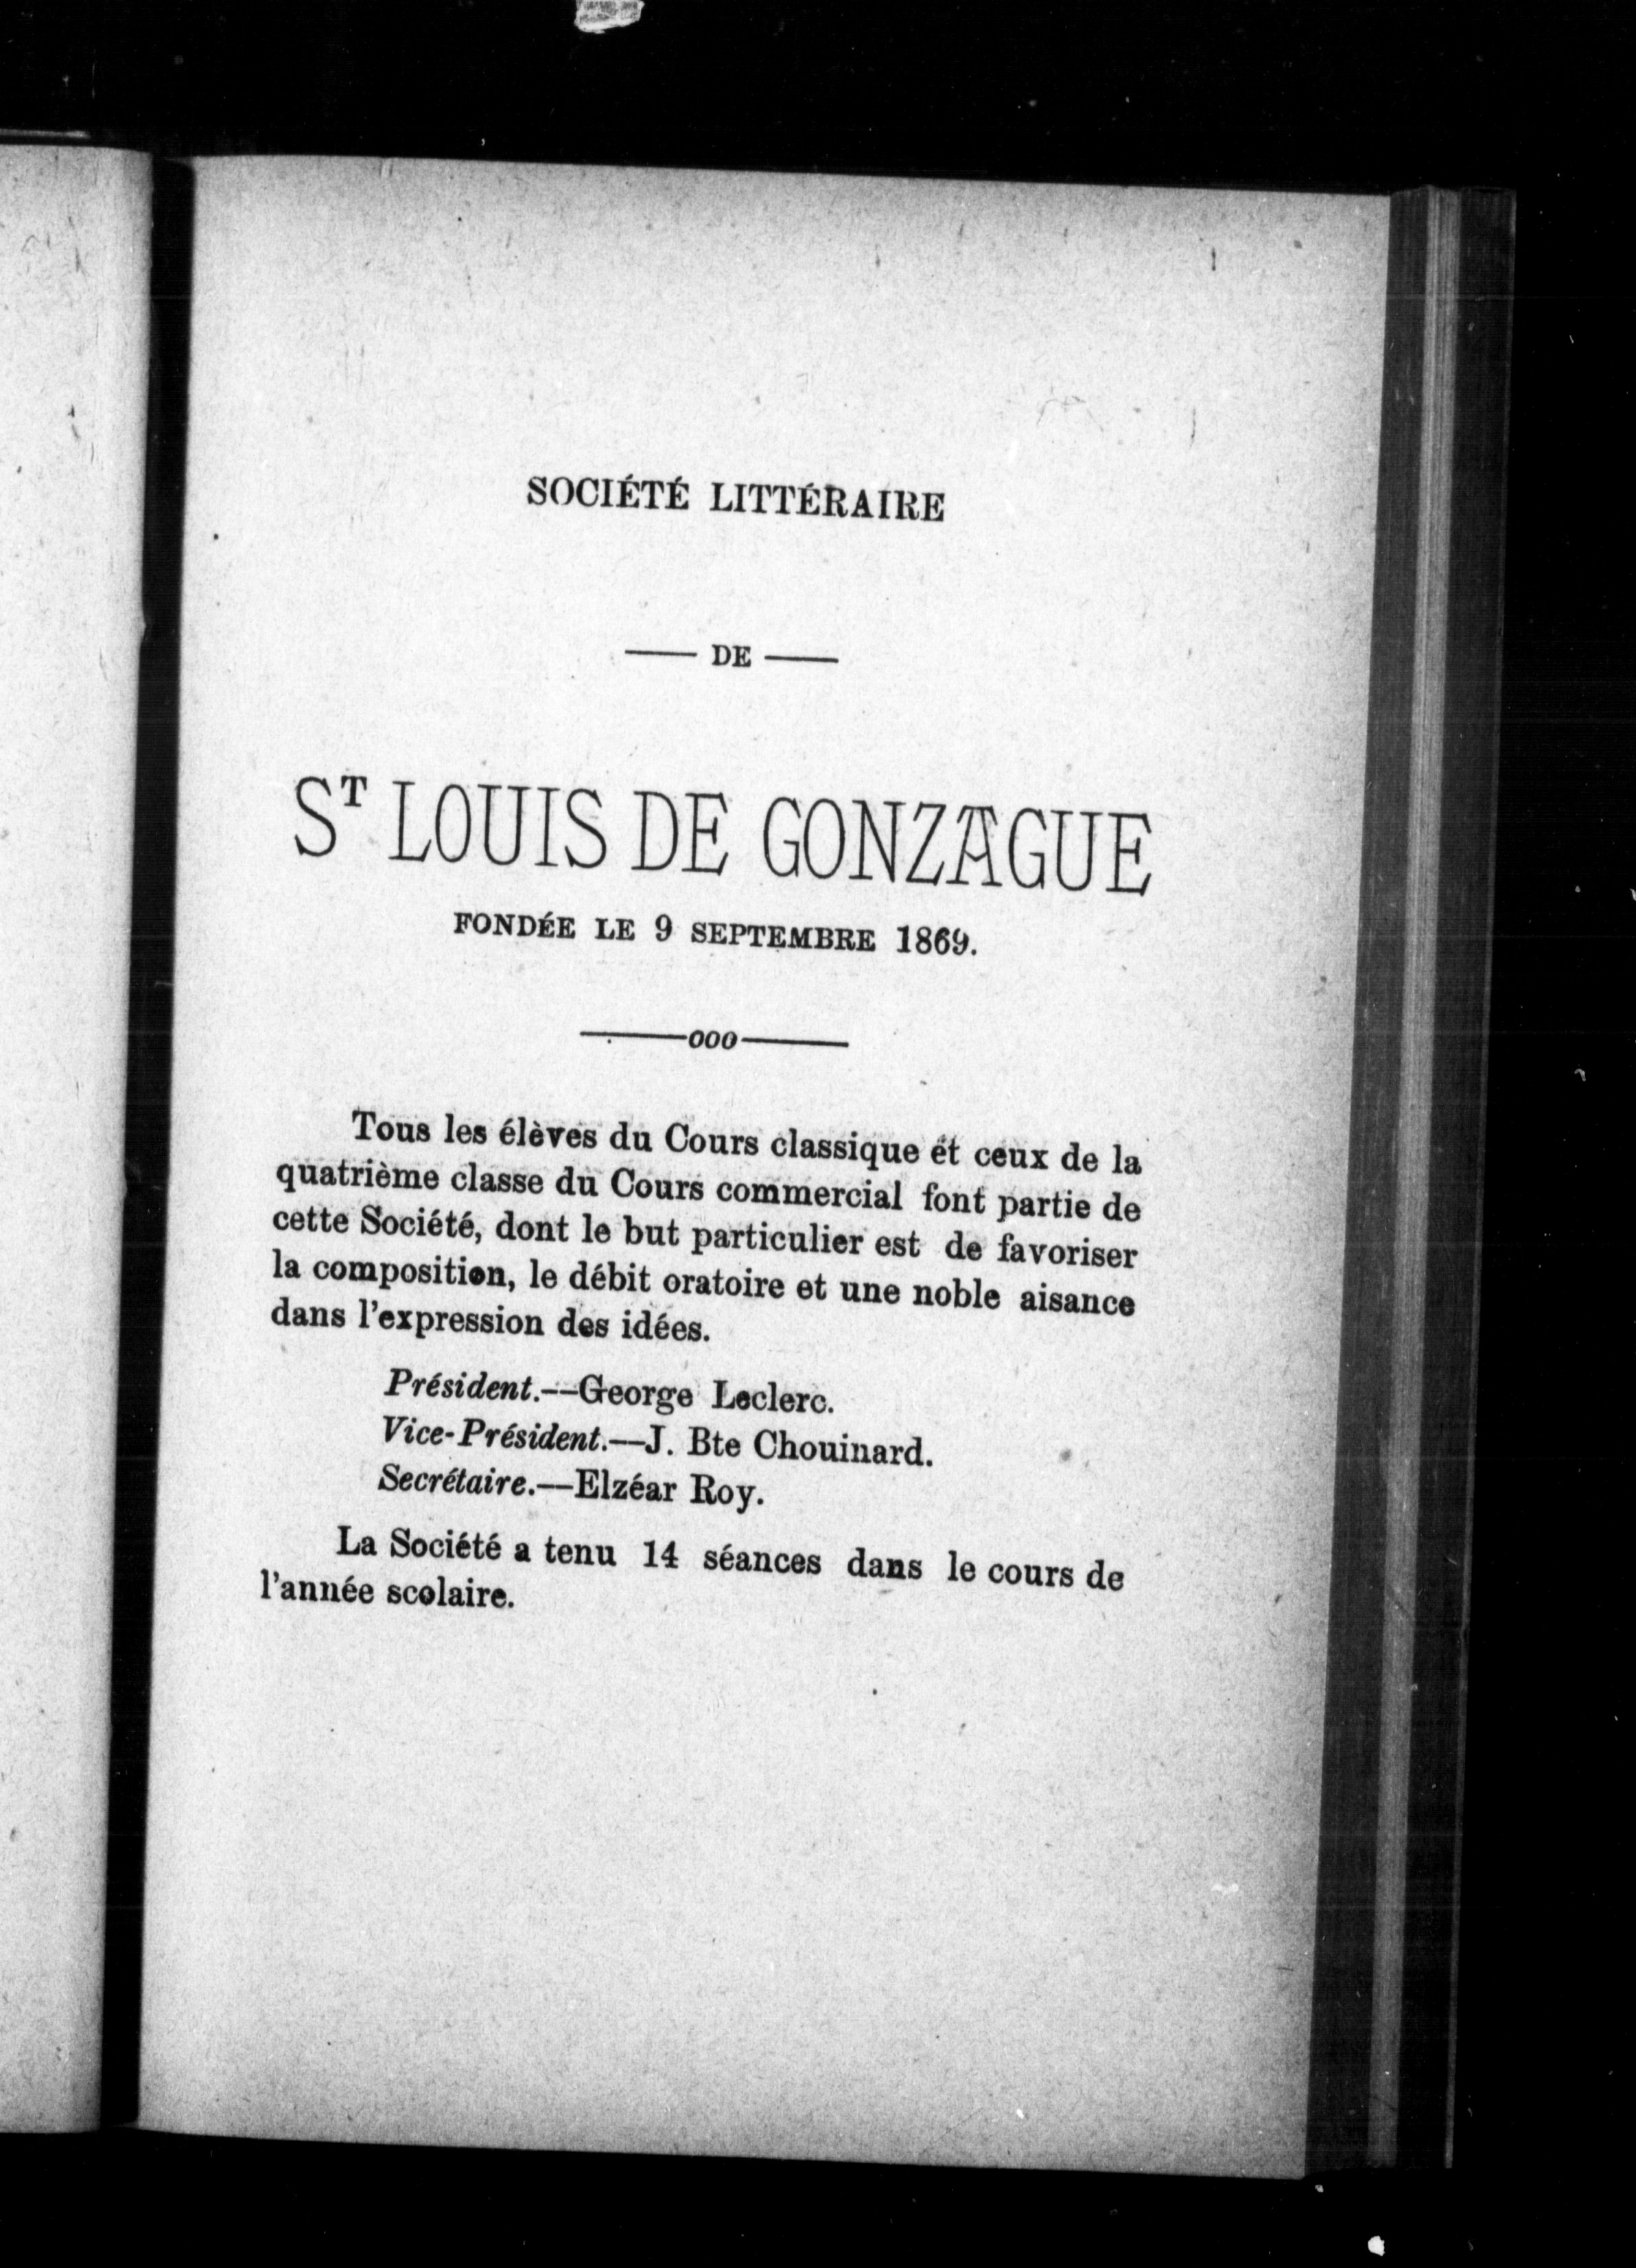 SOCIÉTÉ LITTÉRAIRE
— DE —
ST LOUIS DE GONZAGUE
FONDÉE LE 9 SEPTEMBRE 1869.
—ooo—
Tous les élèves du Cours classique et ceux de la
quatrième classe du Cours commercial font partie de
cette Société, dont le but particulier est de favoriser
la composition, le débit oratoire et une noble aisance
dans l'expression des idées.
Président.—George Leclerc.
Vice-Président.—J. Bte Chouinard.
Secrétaire.—Elzéar Roy.
La Société a tenu 14 séances dans le cours de
l'année scolaire.